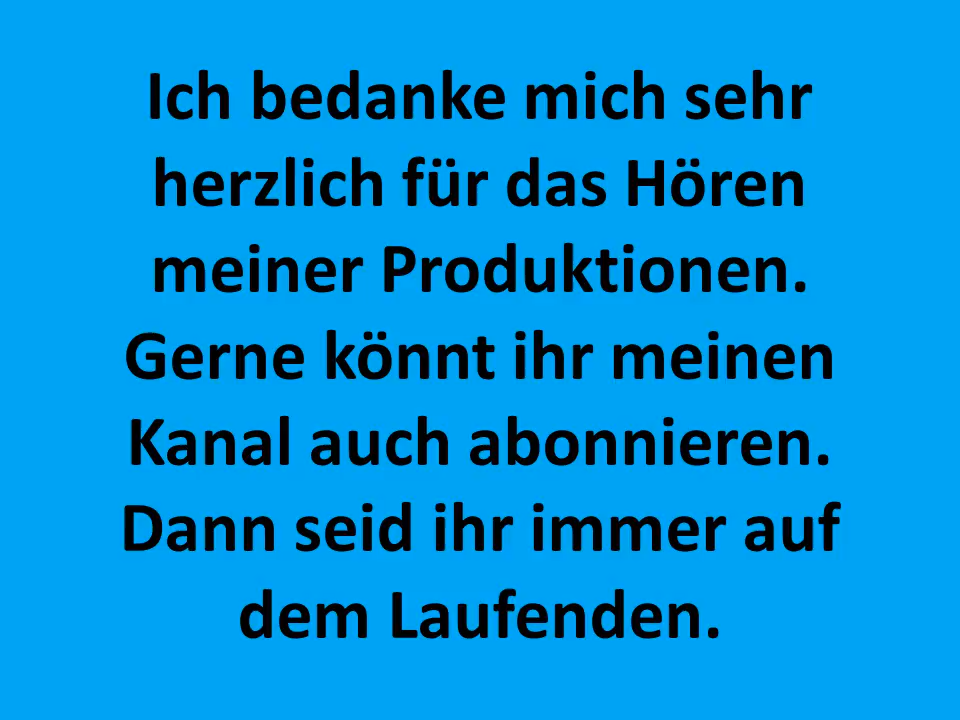 Ich bedanke mich sehr
herzlich für das Hören
meiner Produktionen.
Gerne könnt ihr meinen
Kanal auch abonnieren.
Dann seid ihr immer auf
dem Laufenden.